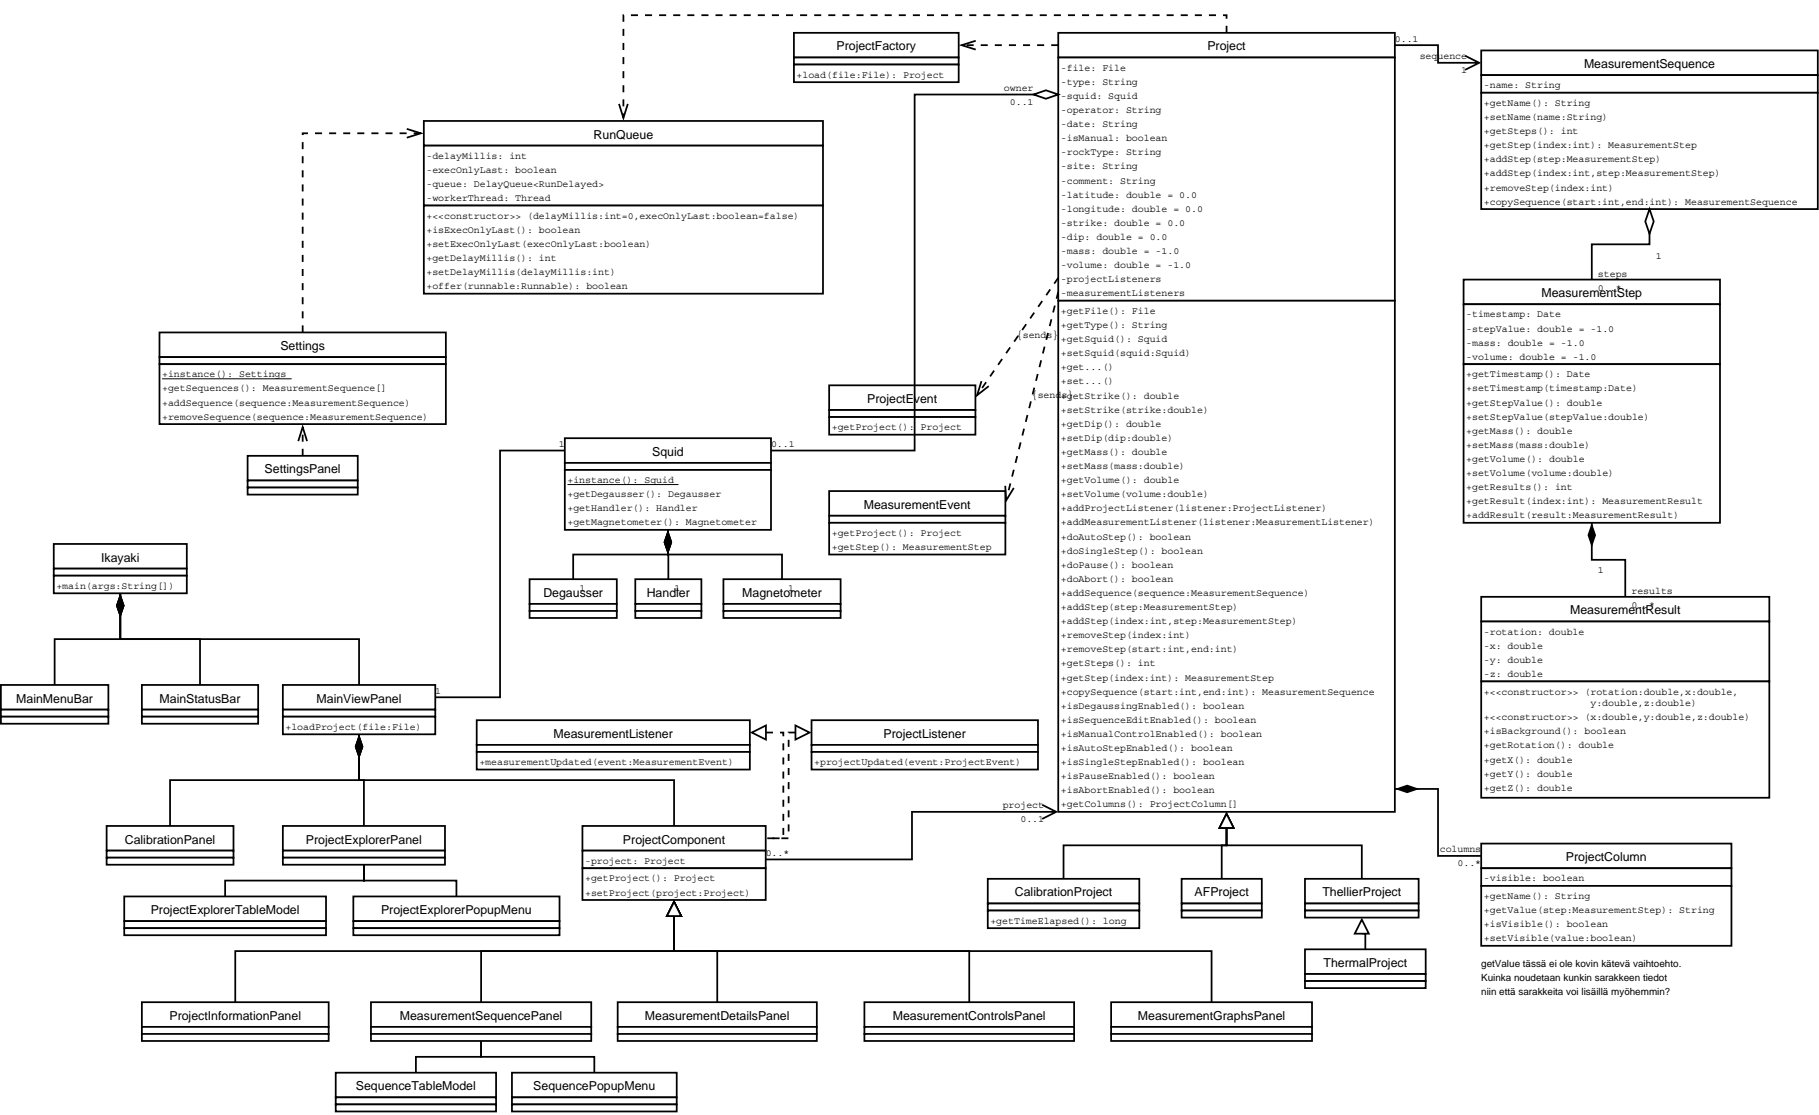 ProjectFactory
+load(file:File): Project
Project
-file: File
-type: String
-squid: Squid
-operator: String
-date: String
-isManual: boolean
-rockType: String
-site: String
-comment: String
-latitude: double = 0.0
-longitude: double = 0.0
-strike: double = 0.0
-dip: double = 0.0
-mass: double = -1.0
-volume: double = -1.0
-projectListeners
-measurementListeners
+getFile(): File
+getType(): String
+getSquid(): Squid
+setSquid(squid:Squid)
+get...()
+set...()
+getStrike(): double
+setStrike(strike:double)
+getDip(): double
+setDip(dip:double)
+getMass(): double
+setMass(mass:double)
+getVolume(): double
+setVolume(volume:double)
+addProjectListener(listener:ProjectListener)
+addMeasurementListener(listener:MeasurementListener)
+doAutoStep(): boolean
+doSingleStep(): boolean
+doPause(): boolean
+doAbort(): boolean
+addSequence(sequence:MeasurementSequence)
+addStep(step:MeasurementStep)
+addStep(index:int,step:MeasurementStep)
+removeStep(index:int)
+removeStep(start:int,end:int)
+getSteps(): int
+getStep(index:int): MeasurementStep
+copySequence(start:int,end:int): MeasurementSequence
+isDegaussingEnabled(): boolean
+isSequenceEditEnabled(): boolean
+isManualControlEnabled(): boolean
+isAutoStepEnabled(): boolean
+isSingleStepEnabled(): boolean
+isPauseEnabled(): boolean
+isAbortEnabled(): boolean
+getColumns(): ProjectColumn[]
0..1
sequence
1
MeasurementSequence
-name: String
+getName(): String
+setName(name:String)
+getSteps(): int
+getStep(index:int): MeasurementStep
+addStep(step:MeasurementStep)
+addStep(index:int,step:MeasurementStep)
+removeStep(index:int)
+copySequence(start:int,end:int): MeasurementSequence
1
steps
0..*
MeasurementStep
-timestamp: Date
-stepValue: double = -1.0
-mass: double = -1.0
-volume: double = -1.0
+getTimestamp(): Date
+setTimestamp(timestamp:Date)
+getStepValue(): double
+setStepValue(stepValue:double)
+getMass(): double
+setMass(mass:double)
+getVolume(): double
+setVolume(volume:double)
+getResults(): int
+getResult(index:int): MeasurementResult
+addResult(result:MeasurementResult)
1
results
0..*
MeasurementResult
-rotation: double
-x: double
-y: double
-z: double
+<<constructor>> (rotation:double,x:double,
y:double,z:double)
+<<constructor>> (x:double,y:double,z:double)
+isBackground(): boolean
+getRotation(): double
+getX(): double
+getY(): double
+getZ(): double
columns
0..*
ProjectColumn
-visible: boolean
+getName(): String
+getValue(step:MeasurementStep): String
+isVisible(): boolean
+setVisible(value:boolean)
getValue tässä ei ole kovin kätevä vaihtoehto.
Kuinka noudetaan kunkin sarakkeen tiedot
niin että sarakkeita voi lisäillä myöhemmin?
owner
0..1
RunQueue
-delayMillis: int
-execOnlyLast: boolean
-queue: DelayQueue<RunDelayed>
-workerThread: Thread
+<<constructor>> (delayMillis:int=0,execOnlyLast:boolean=false)
+isExecOnlyLast(): boolean
+setExecOnlyLast(execOnlyLast:boolean)
+getDelayMillis(): int
+setDelayMillis(delayMillis:int)
+offer(runnable:Runnable): boolean
Settings
+instance(): Settings
+getSequences(): MeasurementSequence[]
+addSequence(sequence:MeasurementSequence)
+removeSequence(sequence:MeasurementSequence)
SettingsPanel
{sends}
ProjectEvent
+getProject(): Project
{sends}
MeasurementEvent
+getProject(): Project
+getStep(): MeasurementStep
1
0..1
Squid
+instance(): Squid
+getDegausser(): Degausser
+getHandler(): Handler
+getMagnetometer(): Magnetometer
Degausser
1
Handler
1
Magnetometer
1
Ikayaki
+main(args:String[])
MainMenuBar
MainStatusBar
MainViewPanel
+loadProject(file:File)
1
MeasurementListener
+measurementUpdated(event:MeasurementEvent)
ProjectListener
+projectUpdated(event:ProjectEvent)
project
0..1
CalibrationPanel
ProjectExplorerPanel
ProjectComponent
-project: Project
+getProject(): Project
+setProject(project:Project)
0..*
ProjectExplorerTableModel
ProjectExplorerPopupMenu
CalibrationProject
+getTimeElapsed(): long
AFProject
ThellierProject
ThermalProject
ProjectInformationPanel
MeasurementSequencePanel
MeasurementDetailsPanel
MeasurementControlsPanel
MeasurementGraphsPanel
SequenceTableModel
SequencePopupMenu